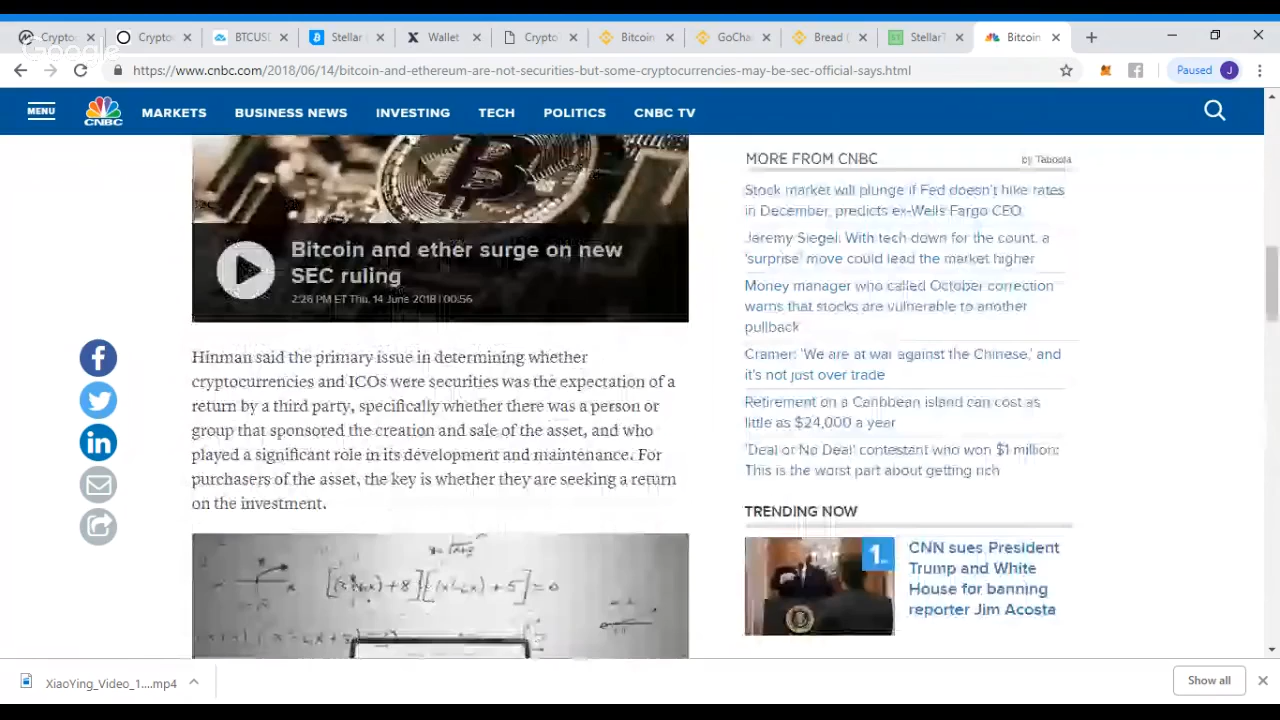 Crypto
Crypto
BTCUS
Stellar
Wallet
Crypto
Bitcoin
GoCha
Bread (
StellarT
Bitcoin
Google
https://www.cnbc.com/2018/06/14/bitcoin-and-ethereum-are-not-securities-but-some-cryptocurrencies-may-be-sec-official-says.html
Paused J
MENU
CNBC
MARKETS
BUSINESS NEWS
INVESTING
TECH
POLITICS
CNBC TV
Bitcoin and ether surge on new
SEC ruling
2:26 PM ET Thu, 14 June 2018 | 00:56
Hinman said the primary issue in determining whether
cryptocurrencies and ICOs were securities was the expectation of a
return by a third party, specifically whether there was a person or
group that sponsored the creation and sale of the asset, and who
played a significant role in its development and maintenance. For
purchasers of the asset, the key is whether they are seeking a return
on the investment.
MORE FROM CNBC
by Taboola
Stock market will plunge if Fed doesn't hike rates
in December, predicts ex-Wells Fargo CEO
Jeremy Siegel: With tech down for the count, a
'surprise' move could lead the market higher
Money manager who called October correction
warns that stocks are vulnerable to another
pullback
Cramer: 'We are at war against the Chinese,' and
it's not just over trade
Retirement on a Caribbean island can cost as
little as $24,000 a year
'Deal or No Deal' contestant who won $1 million:
This is the worst part about getting rich
TRENDING NOW
1.
CNN sues President
Trump and White
House for banning
reporter Jim Acosta
XiaoYing_Video_1....mp4
Show all